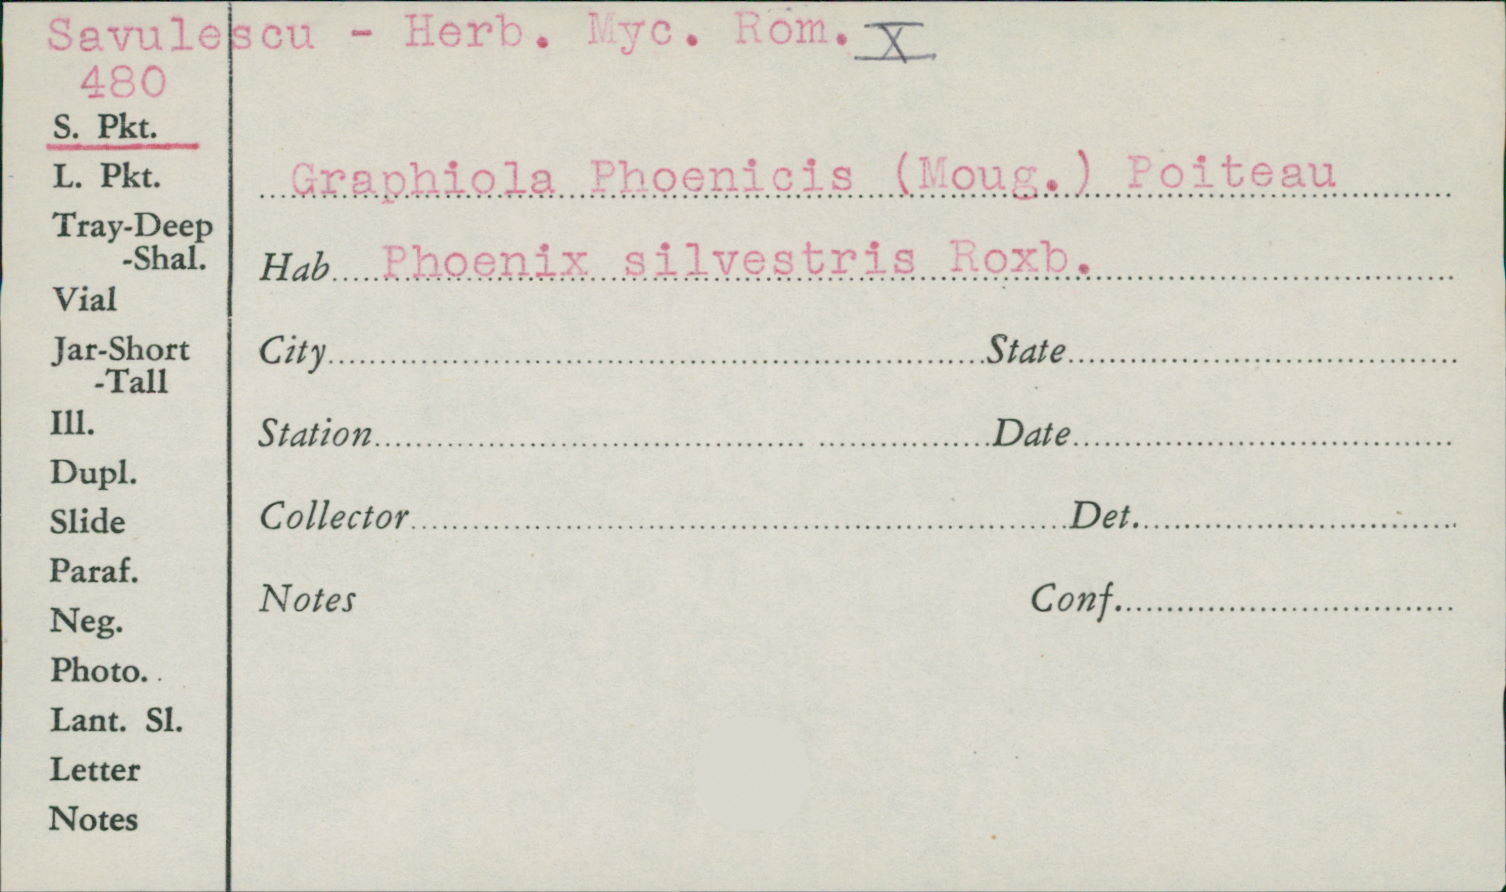 Savulescu - Herb. Myc. Rom. X
480
S. Pkt.
L. Pkt.
Tray-Deep
-Shal.
Vial
Jar-Short
-Tall
Ill.
Dupl.
Slide
Paraf.
Neg.
Photo.
Lant. Sl.
Letter
Notes
Graphiola Phoenicis (Moug.) Poiteau
Hab. Phoenix silvestris Roxb.
City State
Station Date
Collector Det.
Notes Conf.